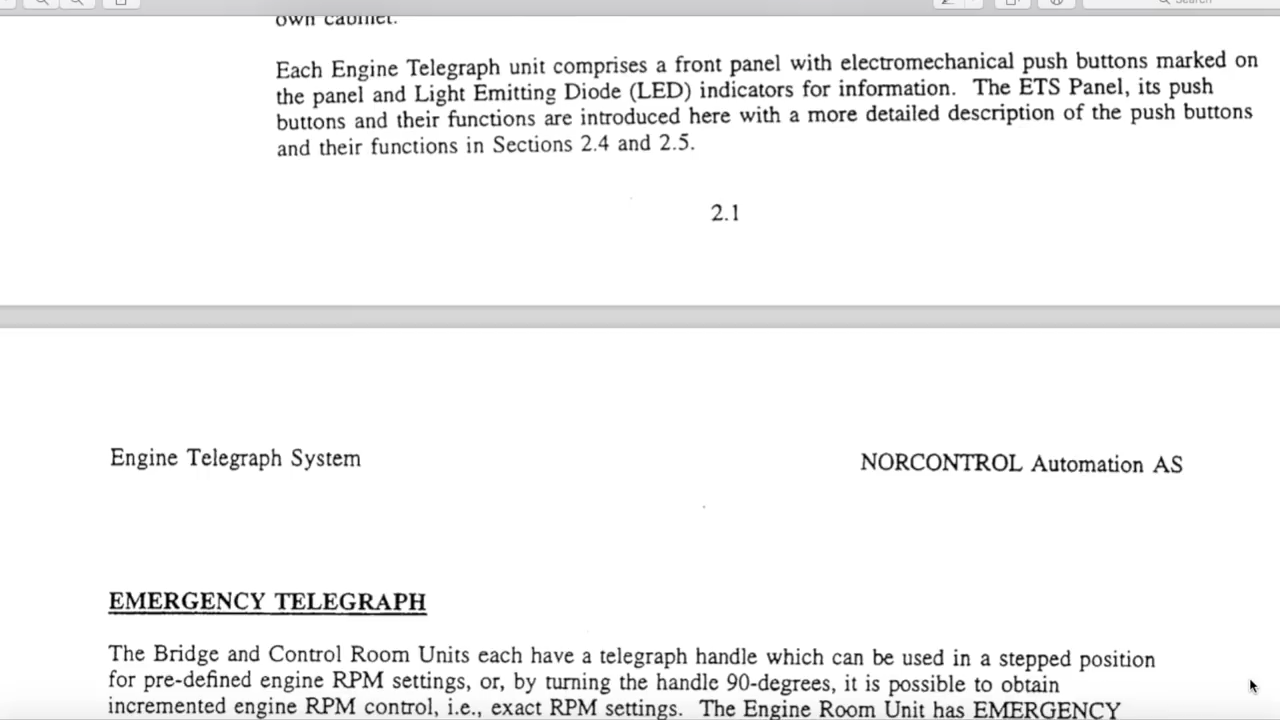 Search
own cabinet.
Each Engine Telegraph unit comprises a front panel with electromechanical push buttons marked on
the panel and Light Emitting Diode (LED) indicators for information. The ETS Panel, its push
buttons and their functions are introduced here with a more detailed description of the push buttons
and their functions in Sections 2.4 and 2.5.
2.1
Engine Telegraph System
NORCONTROL Automation AS
EMERGENCY TELEGRAPH
The Bridge and Control Room Units each have a telegraph handle which can be used in a stepped position
for pre-defined engine RPM settings, or, by turning the handle 90-degrees, it is possible to obtain
incremented engine RPM control, i.e., exact RPM settings. The Engine Room Unit has EMERGENCY